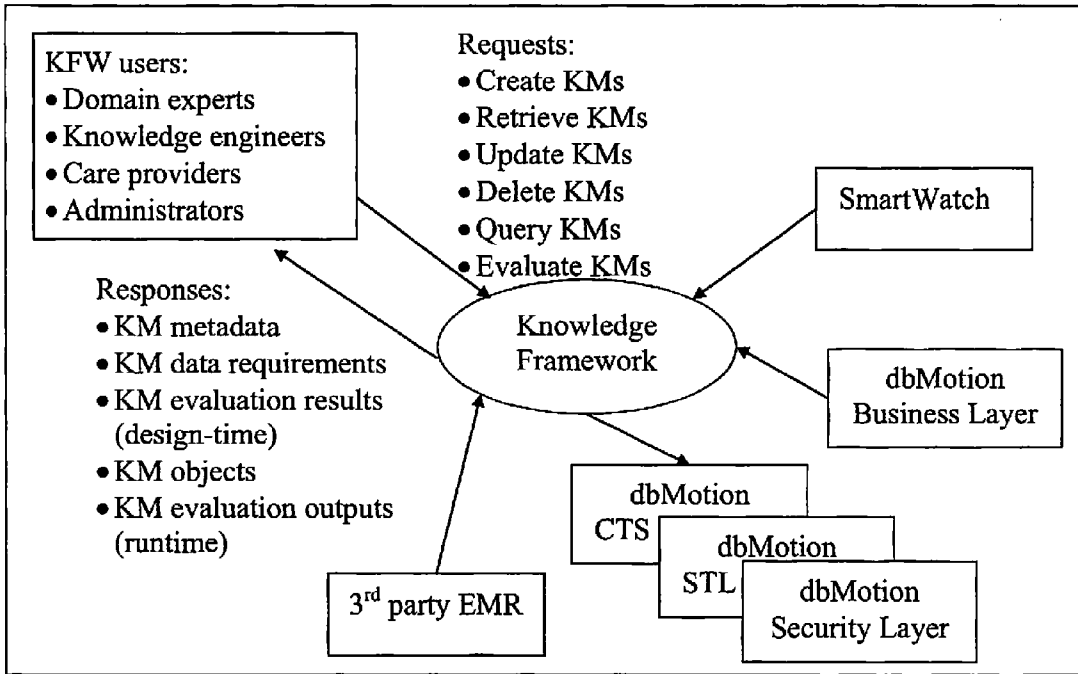 KFW users:
• Domain experts
• Knowledge engineers
• Care providers
• Administrators
Requests:
• Create KMs
• Retrieve KMs
• Update KMs
• Delete KMs
• Query KMs
• Evaluate KMs
SmartWatch
Responses:
• KM metadata
• KM data requirements
• KM evaluation results
(design-time)
• KM objects
• KM evaluation outputs
(runtime)
Knowledge
Framework
dbMotion
Business Layer
dbMotion
CTS
dbMotion
STL
dbMotion
Security Layer
3rd party EMR